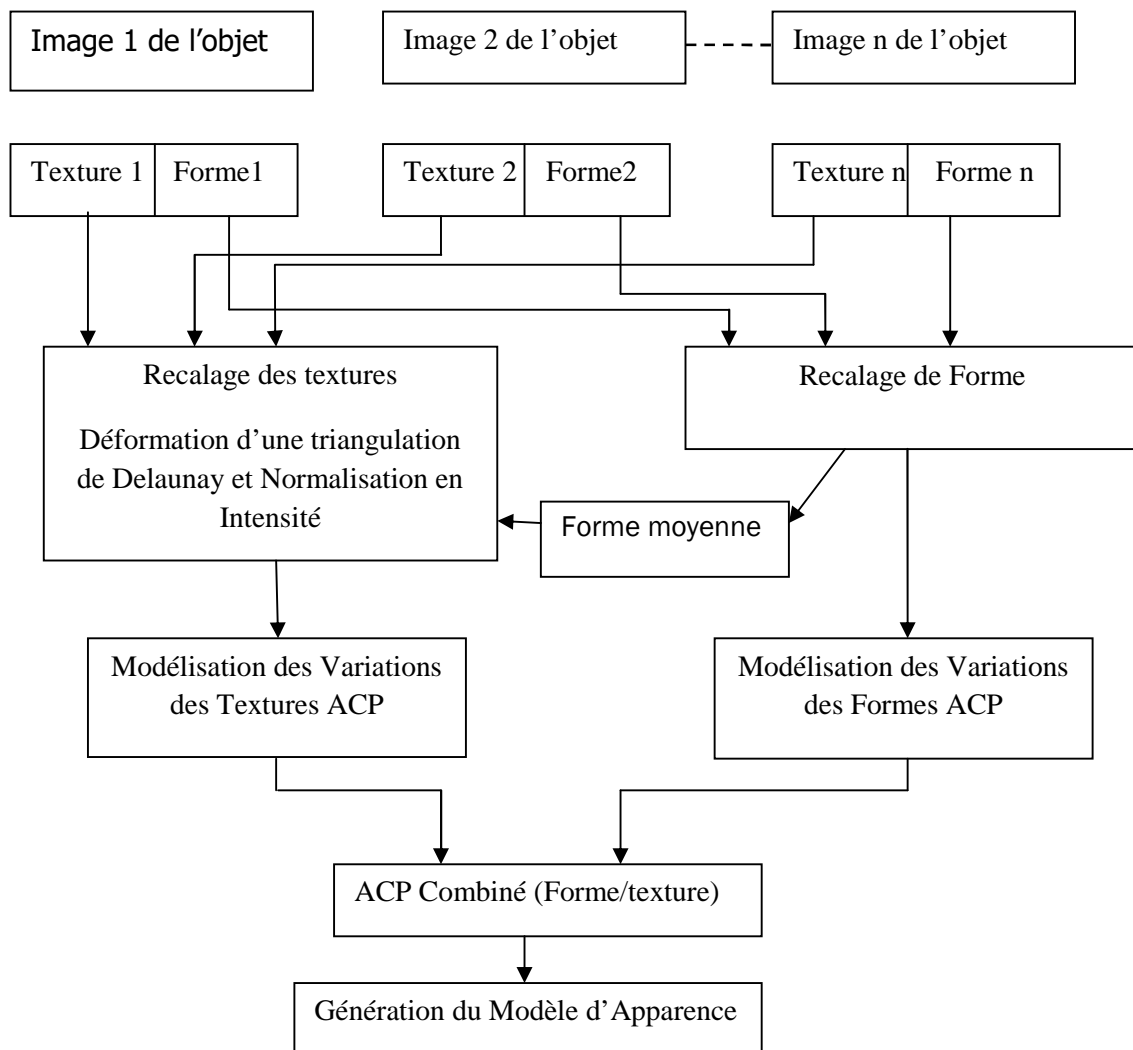 Image 1 de l’objet
Image 2 de l’objet
Image n de l’objet
Texture 1
Forme1
Texture 2
Forme2
Texture n
Forme n
Recalage des textures
Déformation d’une triangulation
de Delaunay et Normalisation en
Intensité
Recalage de Forme
Forme moyenne
Modélisation des Variations
des Textures ACP
Modélisation des Variations
des Formes ACP
ACP Combiné (Forme/texture)
Génération du Modèle d’Apparence